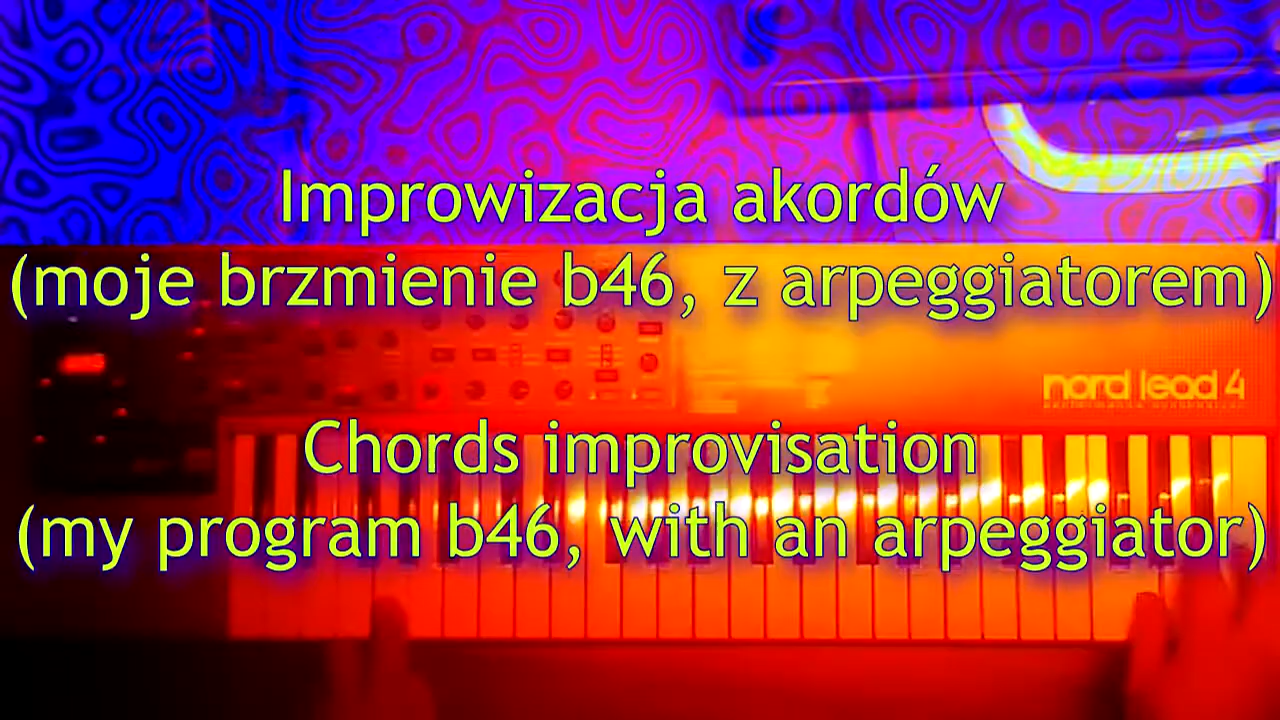 Improwizacja akordów
(moje brzmienie b46, z arpeggiatorem)
nord lead 4
Chords improvisation
(my program b46, with an arpeggiator)